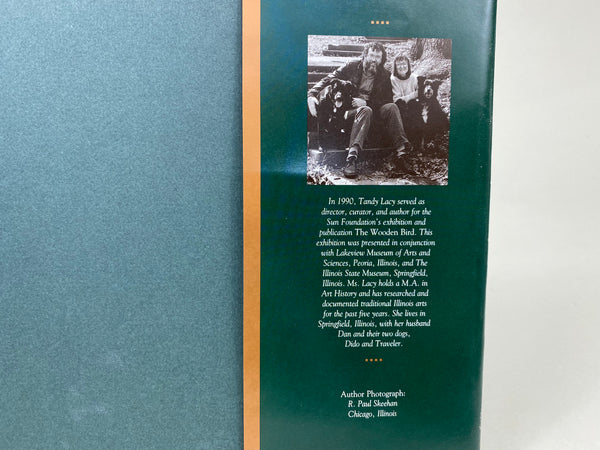 In 1990, Tandy Lacy served as
director, curator, and author for the
Sun Foundation's exhibition and
publication The Wooden Bird. This
exhibition was presented in conjunction
with Lakeview Museum of Arts and
Sciences, Peoria, Illinois, and The
Illinois State Museum, Springfield,
Illinois. Ms. Lacy holds a M.A. in
Art History and has researched and
documented traditional Illinois arts
for the past five years. She lives in
Springfield, Illinois, with her husband
Dan and their two dogs,
Dido and Traveler.
Author Photograph:
R. Paul Skeehan
Chicago, Illinois